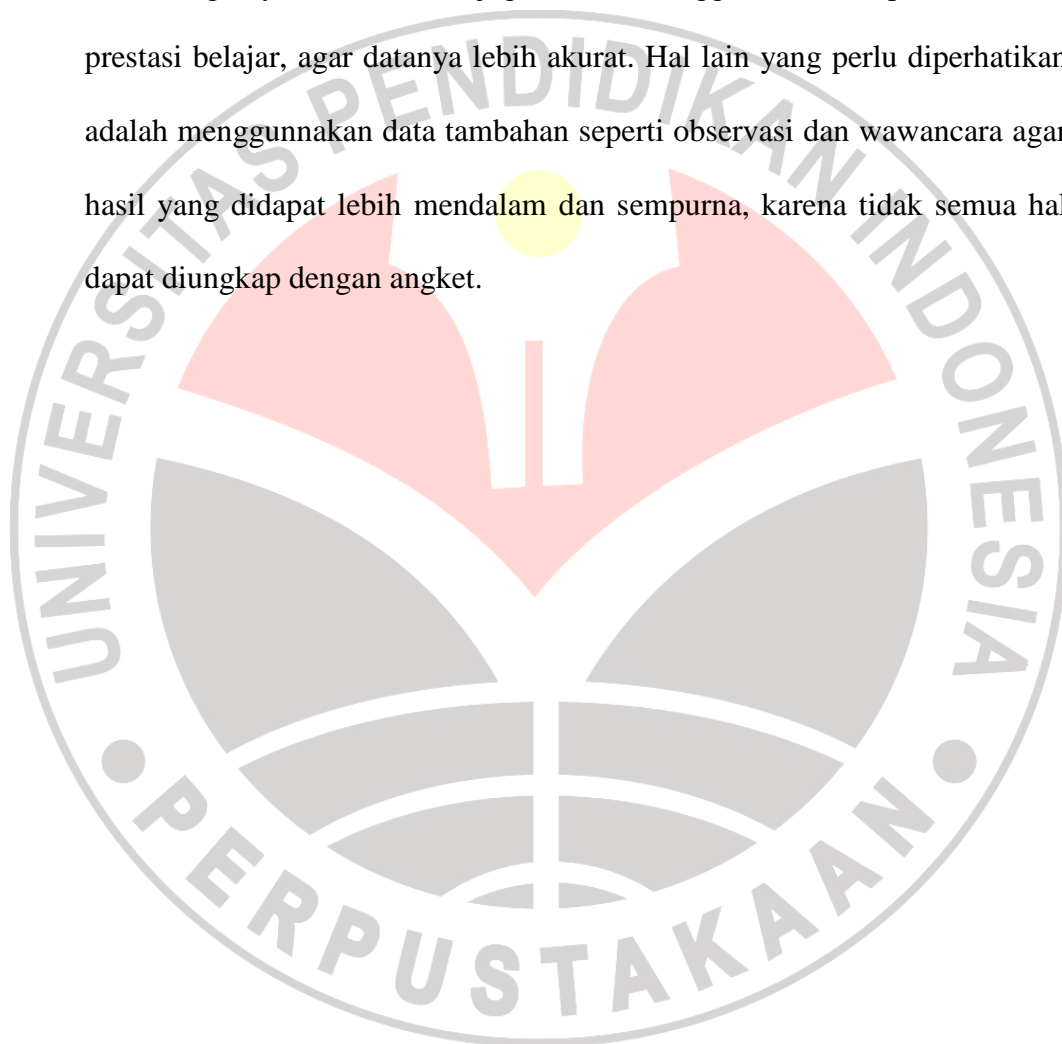 prestasi belajar, agar datanya lebih akurat. Hal lain yang perlu diperhatikan
adalah menggunnakan data tambahan seperti observasi dan wawancara agar
hasil yang didapat lebih mendalam dan sempurna, karena tidak semua hal
dapat diungkap dengan angket.
UNIVERSITAS PENDIDIKAN INDONESIA
PERPUSTAKAAN